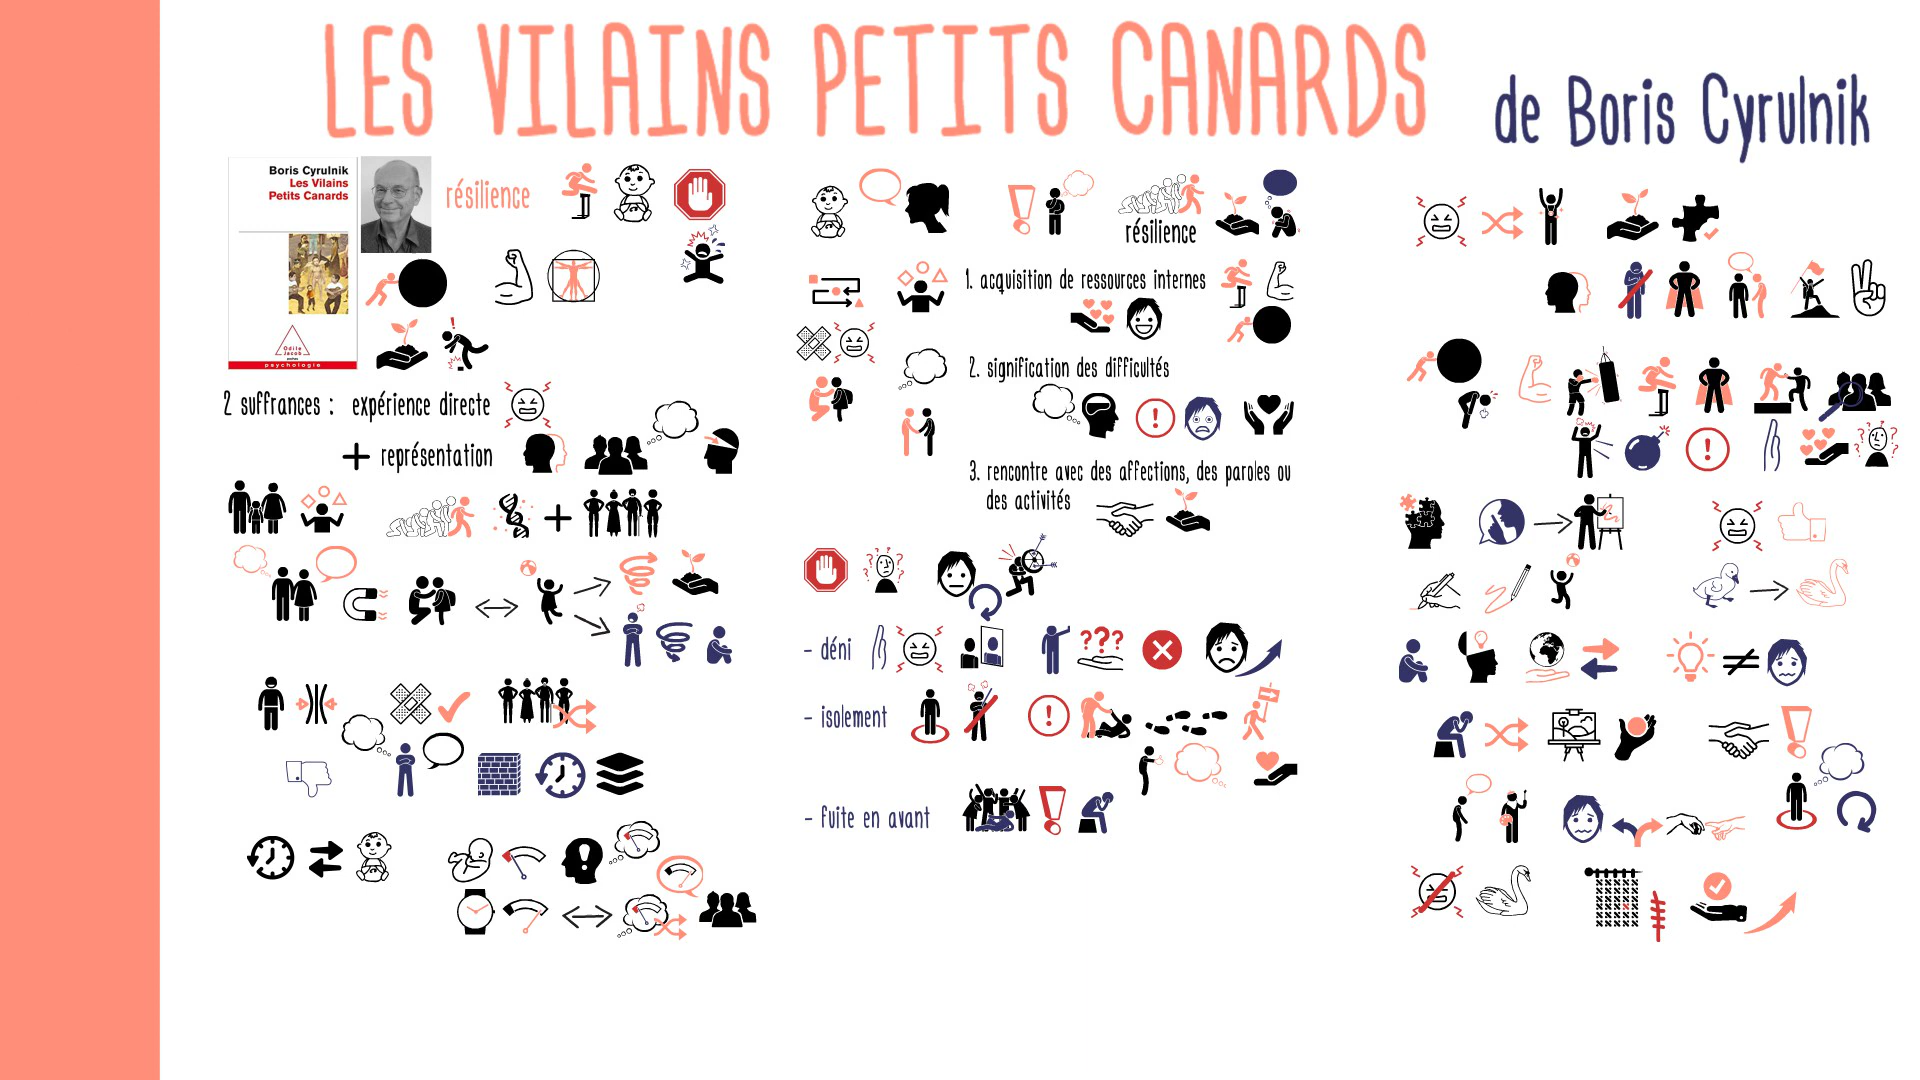 LES VILAINS PETITS CANARDS
de Boris Cyrulnik
Boris Cyrulnik
Les Vilains
Petits Canards
Odile
Jacob
poches
psychologie
résilience
2 suffrances : expérience directe
+ représentation
résilience
1. acquisition de ressources internes
2. signification des difficultés
3. rencontre avec des affections, des paroles ou
des activités
- déni
???
- isolement
- fuite en avant